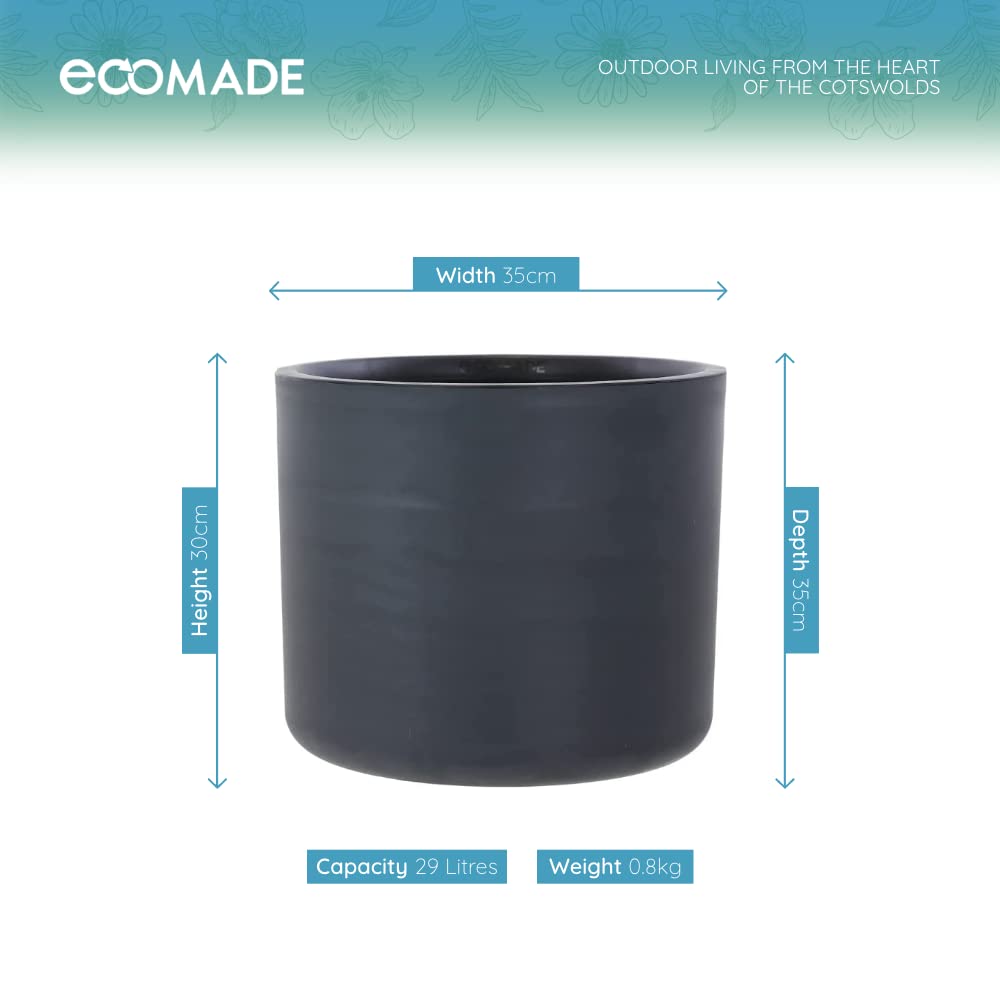 ecoMADE
OUTDOOR LIVING FROM THE HEART
OF THE COTSWOLDS
Width 35cm
Height 30cm
Depth 35cm
Capacity 29 Litres
Weight 0.8kg